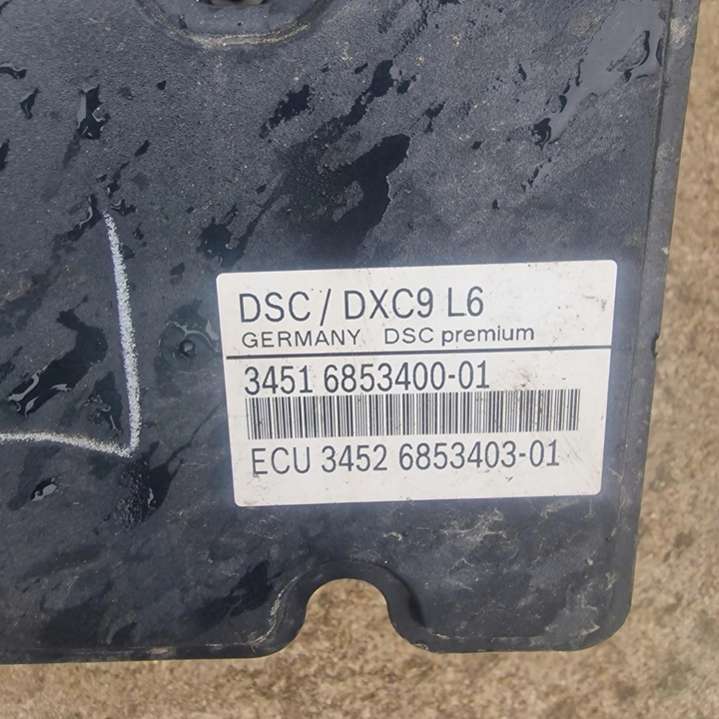 DSC / DXC9 L6
GERMANY DSC premium
3451 6853400-01
ECU 3452 6853403-01